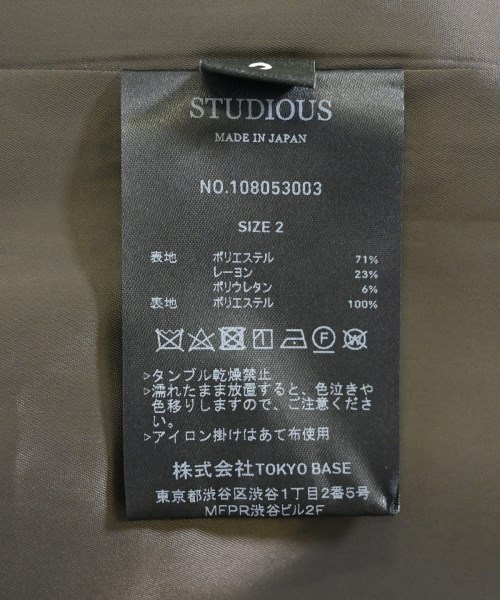 2
STUDIOUS
MADE IN JAPAN
NO.108053003
SIZE 2
表地 ポリエステル 71%
レーヨン 23%
ポリウレタン 6%
裏地 ポリエステル 100%
>タンブル乾燥禁止
>濡れたまま放置すると、色泣きや
色移りしますので、ご注意くださ
い。
>アイロン掛けはあて布使用
株式会社TOKYO BASE
東京都渋谷区渋谷1丁目2番5号
MFPR渋谷ビル2F